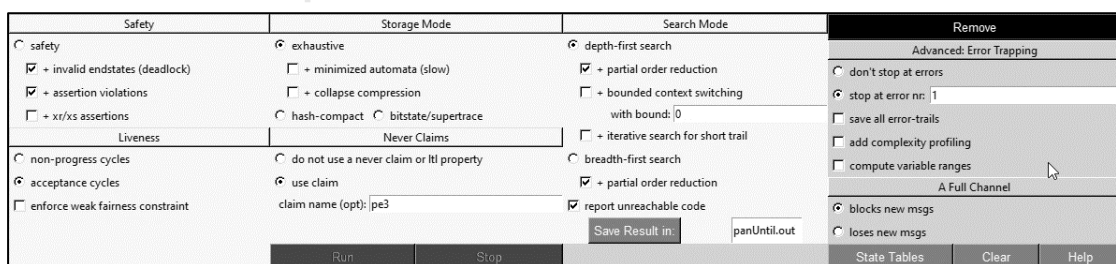 Safety
safety
+ invalid endstates (deadlock)
+ assertion violations
+ xr/xs assertions
Liveness
non-progress cycles
acceptance cycles
enforce weak fairness constraint
Storage Mode
exhaustive
+ minimized automata (slow)
+ collapse compression
hash-compact bitstate/supertrace
Never Claims
do not use a never claim or ltl property
use claim
claim name (opt): pe3
Run Stop
Search Mode
depth-first search
+ partial order reduction
+ bounded context switching
with bound: 0
+ iterative search for short trail
breadth-first search
+ partial order reduction
report unreachable code
Save Result in: panUntil.out
Remove
Advanced: Error Trapping
don't stop at errors
stop at error nr: 1
save all error-trails
add complexity profiling
compute variable ranges
A Full Channel
blocks new msgs
loses new msgs
State Tables Clear Help